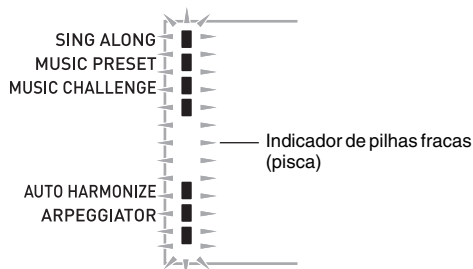 SING ALONG
MUSIC PRESET
MUSIC CHALLENGE
Indicador de pilhas fracas
(pisca)
AUTO HARMONIZE
ARPEGGIATOR